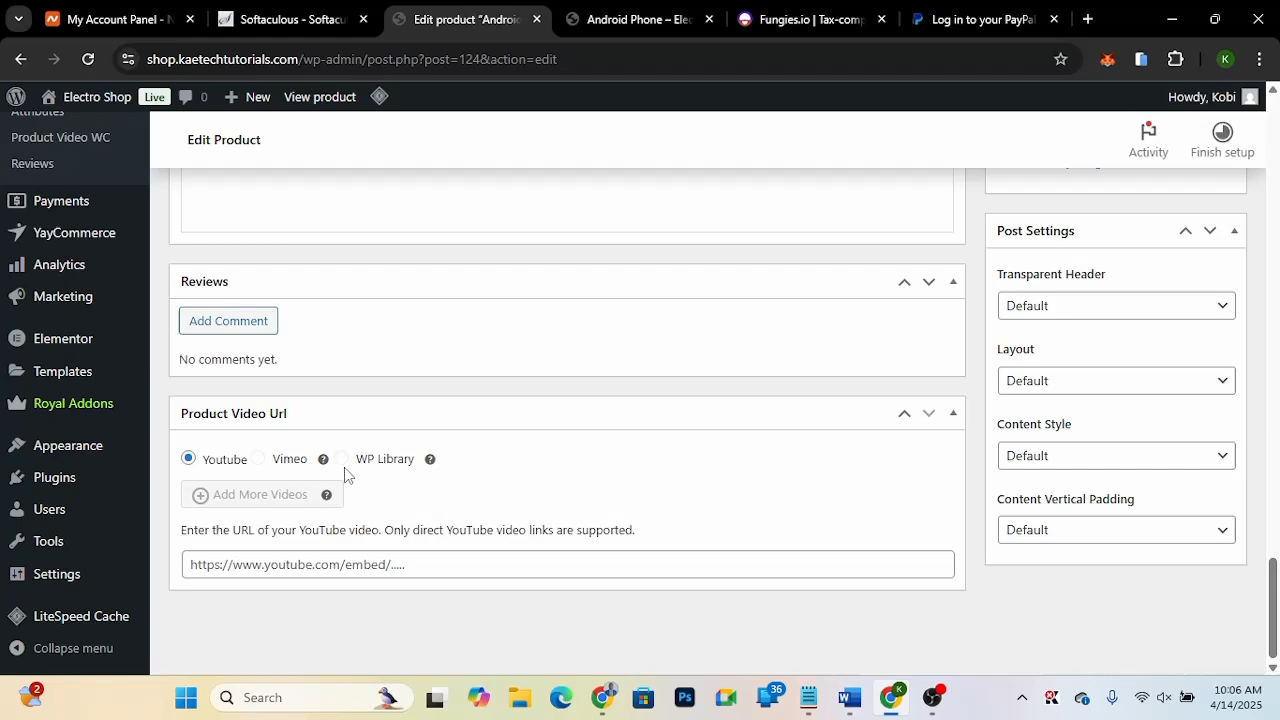 My Account Panel - N
Softaculous - Softacu
Edit product "Androi
Android Phone – Elec
Fungies.io | Tax-comp
Log in to your PayPa
shop.kaetechtutorials.com/wp-admin/post.php?post=124&action=edit
K
Electro Shop
Live
0
New
View product
Howdy, Kobi
Attributes
Product Video WC
Reviews
Payments
YayCommerce
Analytics
Marketing
Elementor
Templates
Royal Addons
Appearance
Plugins
Users
Tools
Settings
LiteSpeed Cache
Collapse menu
Edit Product
Activity
Finish setup
Reviews
Add Comment
No comments yet.
Product Video Url
Youtube
Vimeo
WP Library
Add More Videos
Enter the URL of your YouTube video. Only direct YouTube video links are supported.
https://www.youtube.com/embed/.....
Post Settings
Transparent Header
Default
Layout
Default
Content Style
Default
Content Vertical Padding
Default
2
Search
Ps
36
W
K
10:06 AM
4/14/2025